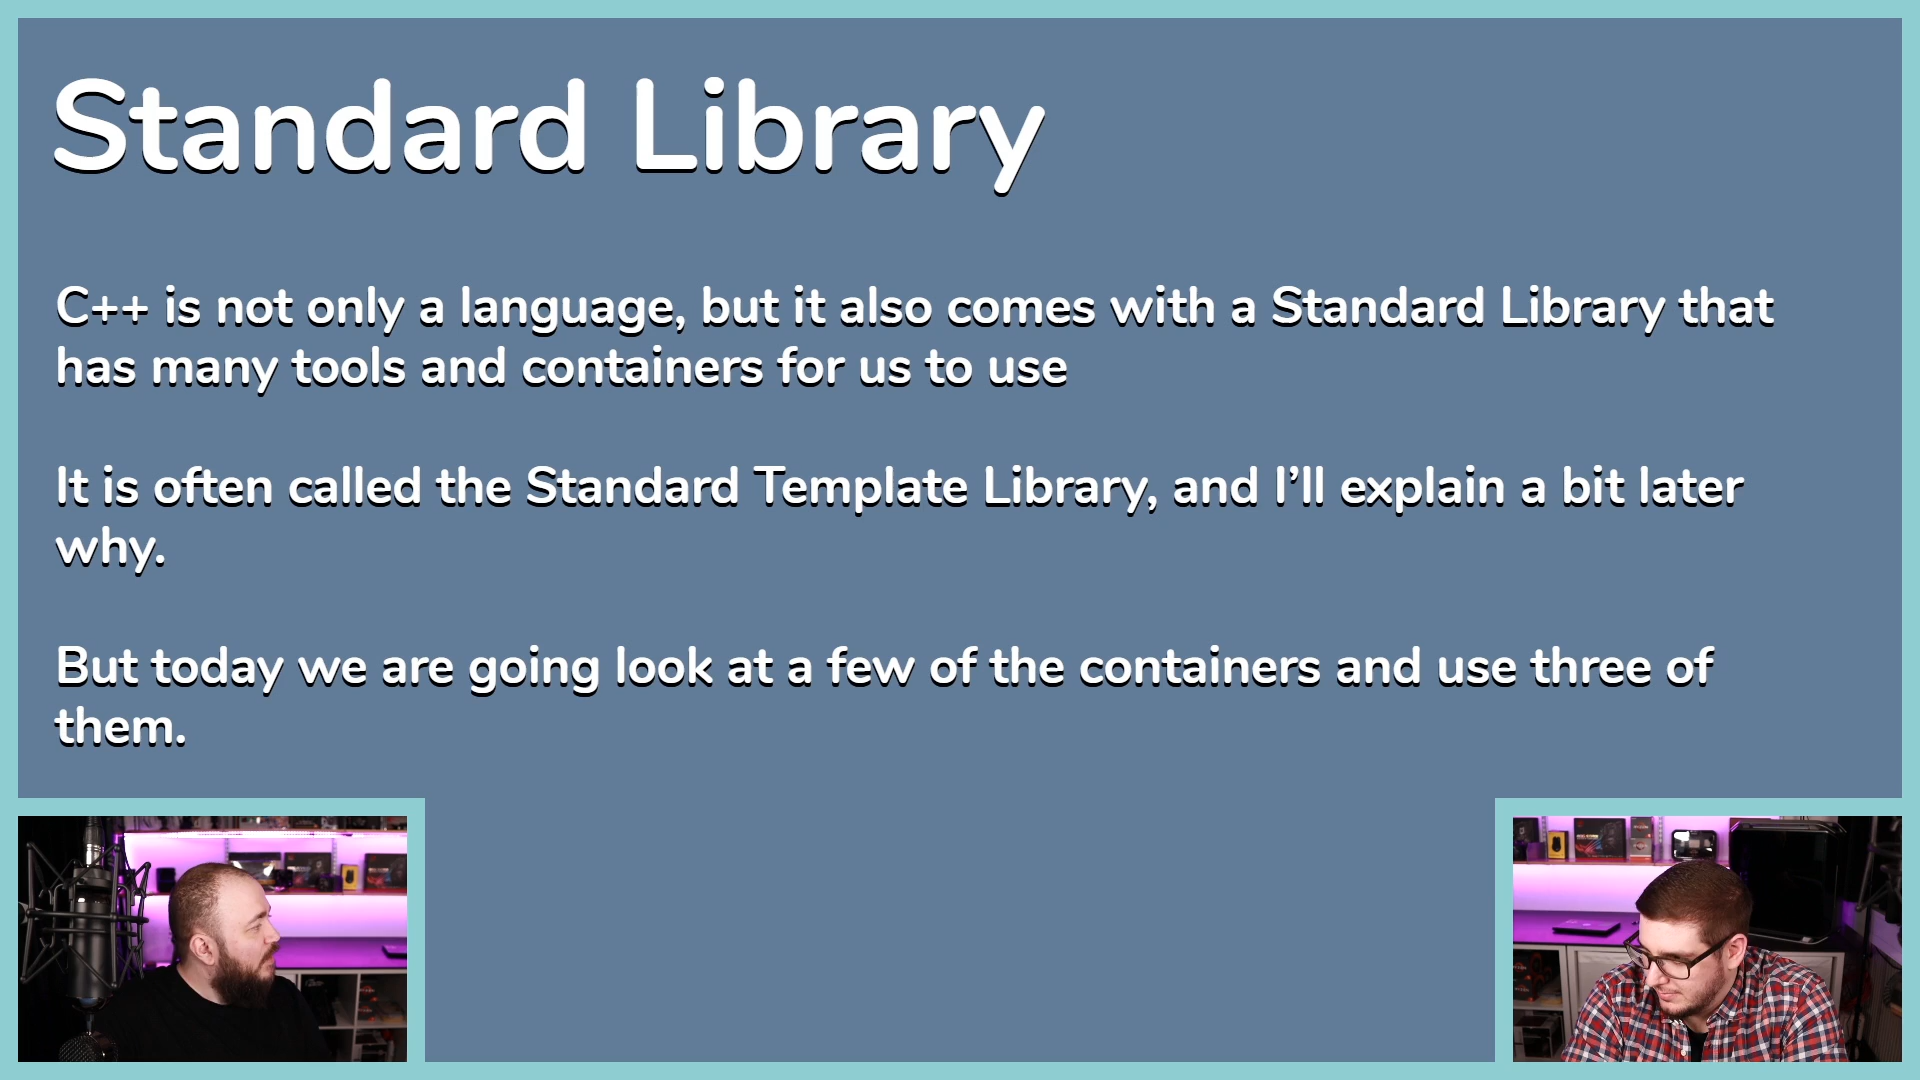 Standard Library
C++ is not only a language, but it also comes with a Standard Library that
has many tools and containers for us to use
It is often called the Standard Template Library, and I’ll explain a bit later
why.
But today we are going look at a few of the containers and use three of
them.